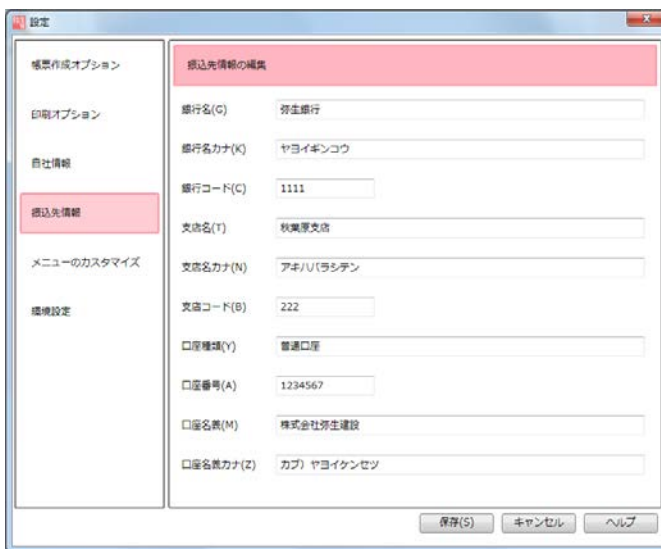 設定
帳票作成オプション
印刷オプション
自社情報
振込先情報
メニューのカスタマイズ
環境設定
振込先情報の編集
銀行名(G) 弥生銀行
銀行名カナ(K) ヤヨイギンコウ
銀行コード(C) 1111
支店名(T) 秋葉原支店
支店名カナ(N) アキハバラシテン
支店コード(B) 222
口座種類(Y) 普通口座
口座番号(A) 1234567
口座名義(M) 株式会社弥生建設
口座名義カナ(Z) カブ）ヤヨイケンセツ
保存(S) キャンセル ヘルプ